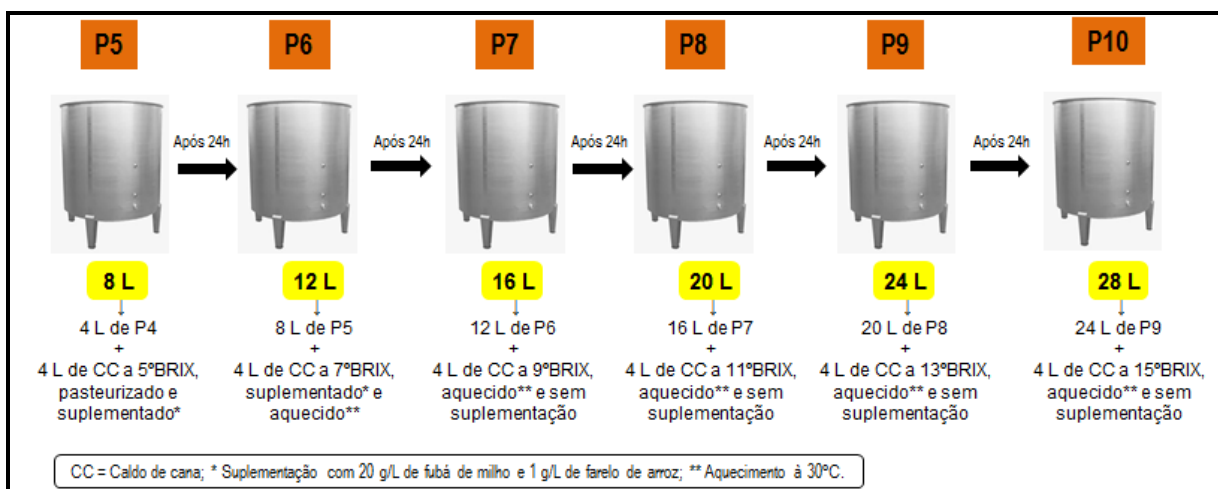 P5
P6
P7
P8
P9
P10
Após 24h
Após 24h
Após 24h
Após 24h
Após 24h
8 L
12 L
16 L
20 L
24 L
28 L
4 L de P4
+
4 L de CC a 5ºBRIX,
pasteurizado e
suplementado*
8 L de P5
+
4 L de CC a 7ºBRIX,
suplementado* e
aquecido**
12 L de P6
+
4 L de CC a 9ºBRIX,
aquecido** e sem
suplementação
16 L de P7
+
4 L de CC a 11ºBRIX,
aquecido** e sem
suplementação
20 L de P8
+
4 L de CC a 13ºBRIX,
aquecido** e sem
suplementação
24 L de P9
+
4 L de CC a 15ºBRIX,
aquecido** e sem
suplementação
CC = Caldo de cana; * Suplementação com 20 g/L de fubá de milho e 1 g/L de farelo de arroz; ** Aquecimento à 30ºC.